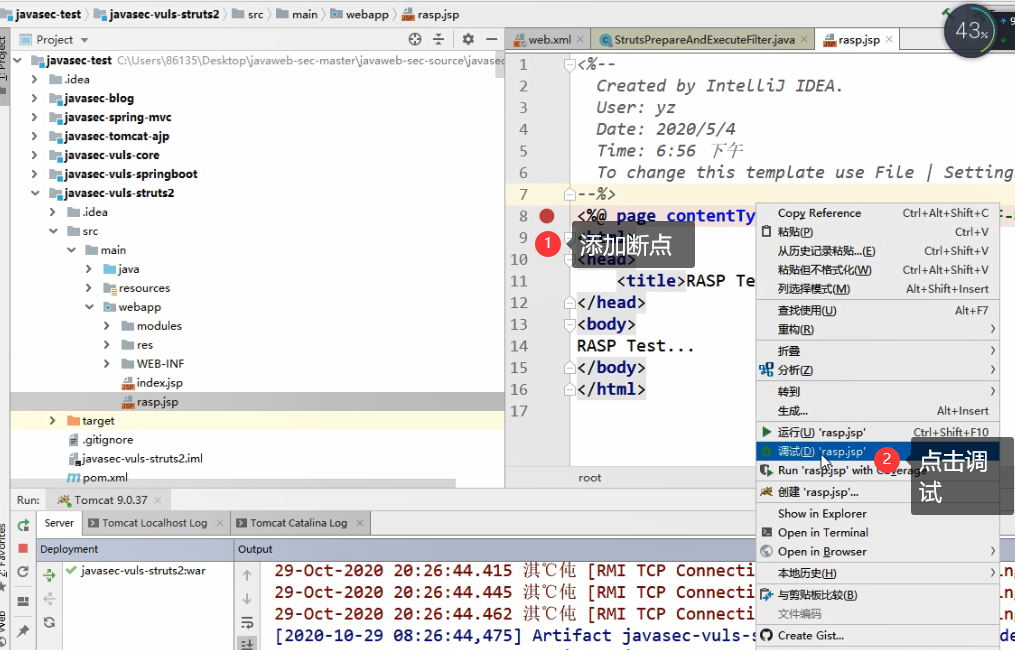 javasec-test javasec-vuls-struts2 src main webapp rasp.jsp
Project
web.xml StrutsPrepareAndExecuteFilter.java rasp.jsp
43%
javasec-test C:\Users\86135\Desktop\javaweb-sec-master\javaweb-sec-source\javasec
.idea
javasec-blog
javasec-spring-mvc
javasec-tomcat-ajp
javasec-vuls-core
javasec-vuls-springboot
javasec-vuls-struts2
.idea
src
main
java
resources
webapp
modules
res
WEB-INF
index.jsp
rasp.jsp
target
.gitignore
javasec-vuls-struts2.iml
pom.xml
1 <%--
2 Created by IntelliJ IDEA.
3 User: yz
4 Date: 2020/5/4
5 Time: 6:56 下午
6 To change this template use File | Setting
7 --%>
8 <%@ page contentTy
9
10 <head>
11 <title>RASP Te
12 </head>
13 <body>
14 RASP Test...
15 </body>
16 </html>
17
1 添加断点
root
Copy Reference Ctrl+Alt+Shift+C
粘贴(P) Ctrl+V
从历史记录粘贴...(E) Ctrl+Shift+V
粘贴但不格式化(W) Ctrl+Alt+Shift+V
列选择模式(M) Alt+Shift+Insert
查找使用(U) Alt+F7
重构(R)
折叠
分析(Z)
转到
生成... Alt+Insert
运行(U) 'rasp.jsp' Ctrl+Shift+F10
调试(D) 'rasp.jsp'
Run 'rasp.jsp' with Coverage
创建 'rasp.jsp'...
Show in Explorer
Open in Terminal
Open in Browser
本地历史(H)
与剪贴板比较(B)
文件编码
Create Gist...
2 点击调
试
Run: Tomcat 9.0.37
Server Tomcat Localhost Log Tomcat Catalina Log
Deployment Output
javasec-vuls-struts2:war
29-Oct-2020 20:26:44.415 淇℃伅 [RMI TCP Connecti
29-Oct-2020 20:26:44.445 淇℃伅 [RMI TCP Connecti
29-Oct-2020 20:26:44.462 淇℃伅 [RMI TCP Connecti
[2020-10-29 08:26:44,475] Artifact javasec-vuls-s